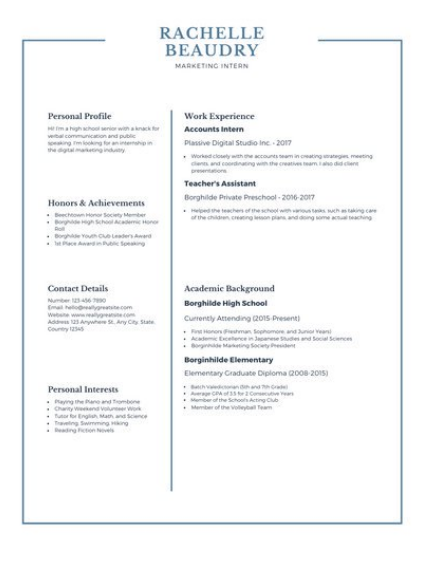 RACHELLE
BEAUDRY
MARKETING INTERN
Personal Profile
Hi! I'm a high school senior with a knack for
verbal communication and public
speaking. I'm looking for an internship in
the digital marketing industry.
Honors & Achievements
Beechtown Honor Society Member
Borghilde High School Academic Honor
Roll
Borghilde Youth Club Leader's Award
1st Place Award in Public Speaking
Contact Details
Number: 123-456-7890
Email: hello@reallygreatsite.com
Website: www.reallygreatsite.com
Address: 123 Anywhere St., Any City, State,
Country 12345
Personal Interests
Playing the Piano and Trombone
Charity Weekend Volunteer Work
Tutor for English, Math, and Science
Traveling, Swimming, Hiking
Reading Fiction Novels
Work Experience
Accounts Intern
Plassive Digital Studio Inc. - 2017
Worked closely with the accounts team in creating strategies, meeting
clients, and coordinating with the creatives team. I also did client
presentations.
Teacher's Assistant
Borghilde Private Preschool - 2016-2017
Helped the teachers of the school with various tasks, such as taking care
of the children, creating lesson plans, and doing some actual teaching.
Academic Background
Borghilde High School
Currently Attending (2015-Present)
First Honors (Freshman, Sophomore, and Junior Years)
Academic Excellence in Japanese Studies and Social Sciences
Borginhilde Marketing Society President
Borginhilde Elementary
Elementary Graduate Diploma (2008-2015)
Batch Valedictorian (5th and 7th Grade)
Average GPA of 3.5 for 2 Consecutive Years
Member of the School's Acting Club
Member of the Volleyball Team